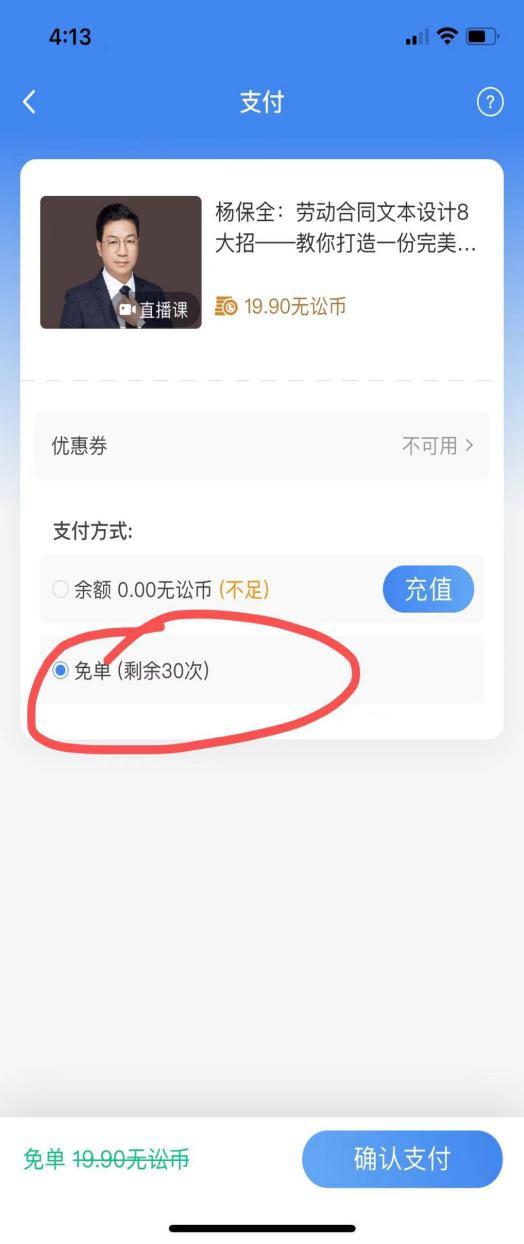 4:13
支付
?
杨保全：劳动合同文本设计8
大招——教你打造一份完美...
直播课
19.90无讼币
优惠券
不可用
支付方式:
余额 0.00无讼币 (不足)
充值
免单 (剩余30次)
免单 19.90无讼币
确认支付